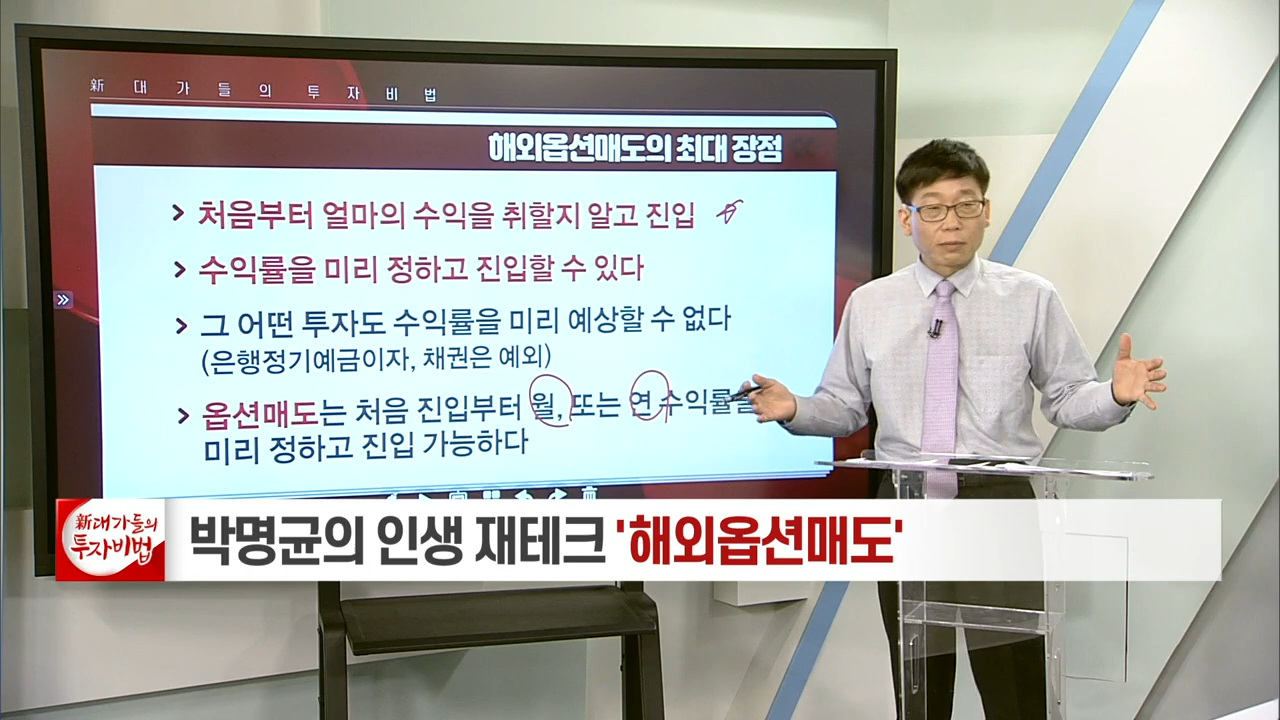 新 대 가 들 의 투 자 비 법
해외옵션매도의 최대 장점
처음부터 얼마의 수익을 취할지 알고 진입
수익률을 미리 정하고 진입할 수 있다
그 어떤 투자도 수익률을 미리 예상할 수 없다
(은행정기예금이자, 채권은 예외)
옵션매도는 처음 진입부터 월, 또는 연 수익률을
미리 정하고 진입 가능하다
新대가들의
투자비법
박명균의 인생 재테크 '해외옵션매도'